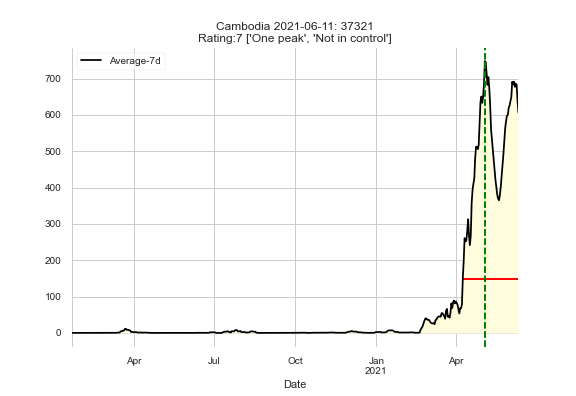 Cambodia 2021-06-11: 37321
Rating:7 ['One peak', 'Not in control']
Average-7d
700
600
500
400
300
200
100
0
Apr
Jul
Oct
Jan
2021
Apr
Date